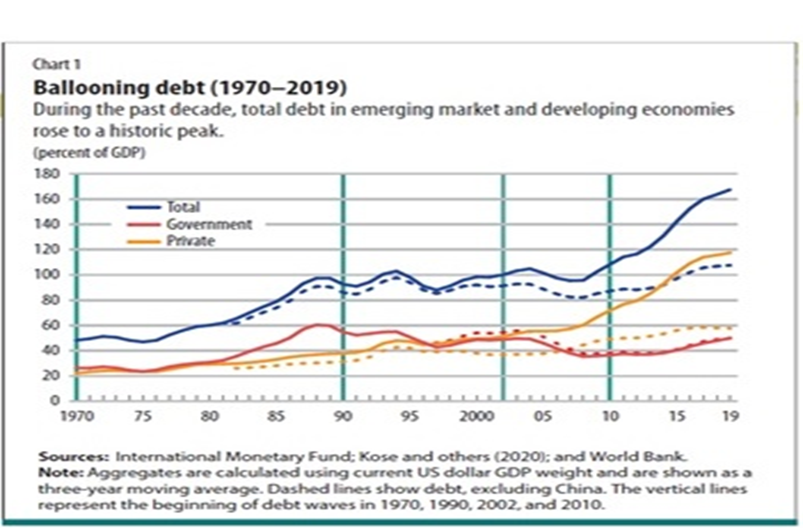 Chart 1
Ballooning debt (1970–2019)
During the past decade, total debt in emerging market and developing economies
rose to a historic peak.
(percent of GDP)
180
160
140
120
100
80
60
40
20
0
Total
Government
Private
1970 75 80 85 90 95 2000 05 10 15 19
Sources: International Monetary Fund; Kose and others (2020); and World Bank.
Note: Aggregates are calculated using current US dollar GDP weight and are shown as a
three-year moving average. Dashed lines show debt, excluding China. The vertical lines
represent the beginning of debt waves in 1970, 1990, 2002, and 2010.